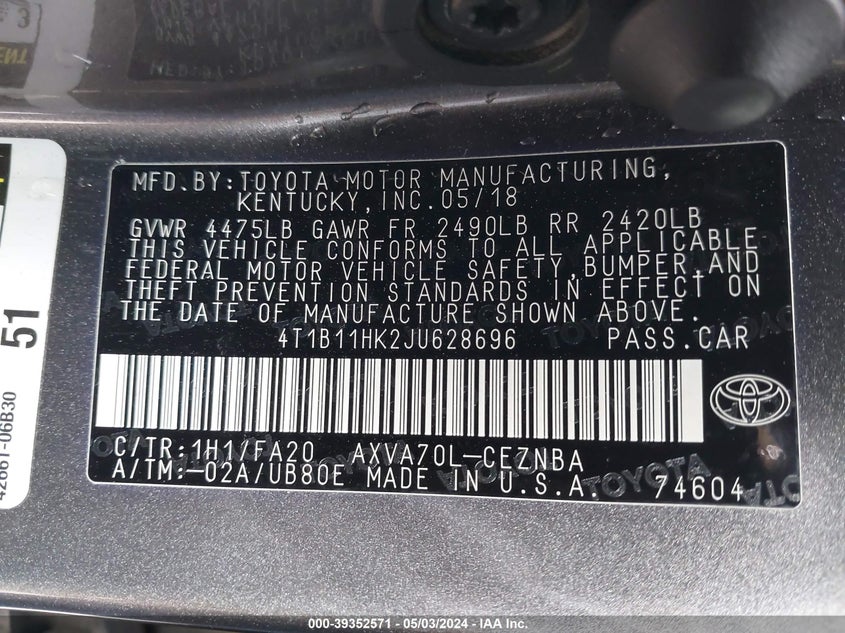 MFD.BY:TOYOTA MOTOR MANUFACTURING,
KENTUCKY,INC.05/18
GVWR 4475LB GAWR FR 2490LB RR 2420LB
THIS VEHICLE CONFORMS TO ALL APPLICABLE
FEDERAL MOTOR VEHICLE SAFETY,BUMPER,AND
THEFT PREVENTION STANDARDS IN EFFECT ON
THE DATE OF MANUFACTURE SHOWN ABOVE.
4T1B11HK2JU628696 PASS.CAR
C/TR:1H1/FA20 AXVA70L-CEZNBA
A/TM:-02A/UB80E MADE IN U.S.A. 74604
TOYOTA
51
42661-06B30
000-39352571 - 05/03/2024 - IAA Inc.